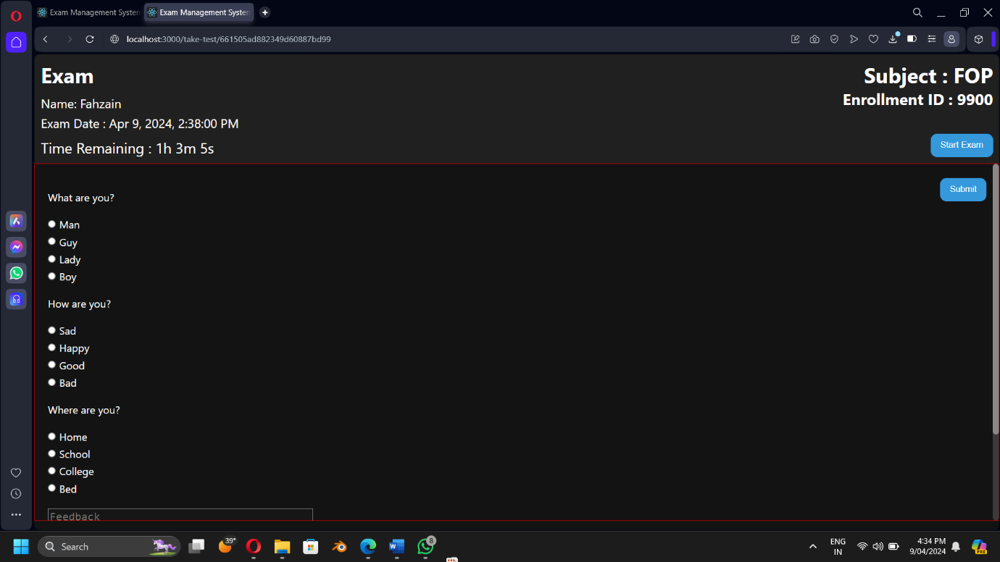 Exam Management System
Exam Management System
localhost:3000/take-test/661505ad882349d60887bd99
Exam
Subject : FOP
Name: Fahzain
Enrollment ID : 9900
Exam Date : Apr 9, 2024, 2:38:00 PM
Time Remaining : 1h 3m 5s
Start Exam
Submit
What are you?
Man
Guy
Lady
Boy
How are you?
Sad
Happy
Good
Bad
Where are you?
Home
School
College
Bed
Feedback
Search
39°
W
8
ENG
IN
4:34 PM
9/04/2024
PRE